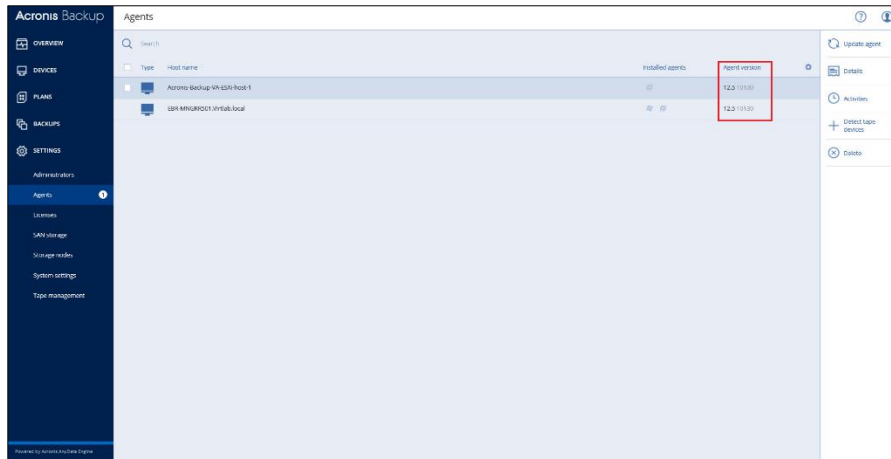 Acronis Backup
Agents
OVERVIEW
DEVICES
PLANS
BACKUPS
SETTINGS
Administrators
Agents 1
Licenses
SAN storage
Storage nodes
System settings
Tape management
Powered by Acronis AnyData Engine
Search
Type Host name Installed agents Agent version
Acronis-Backup-VA-ESXi-host-1 12.5
EBR-MNGRF501.Virtlab.local 12.5
Update agent
Details
Activities
Detect tape
devices
Delete